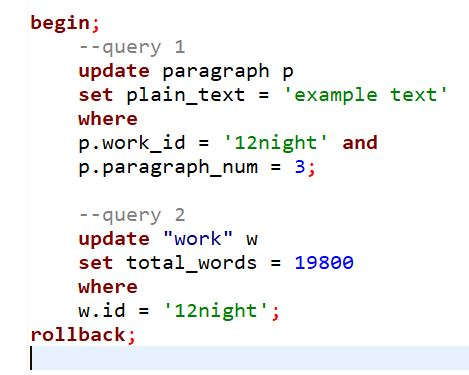 begin;
--query 1
update paragraph p
set plain_text = 'example text'
where
p.work_id = '12night' and
p.paragraph_num = 3;
--query 2
update "work" w
set total_words = 19800
where
w.id = '12night';
rollback;